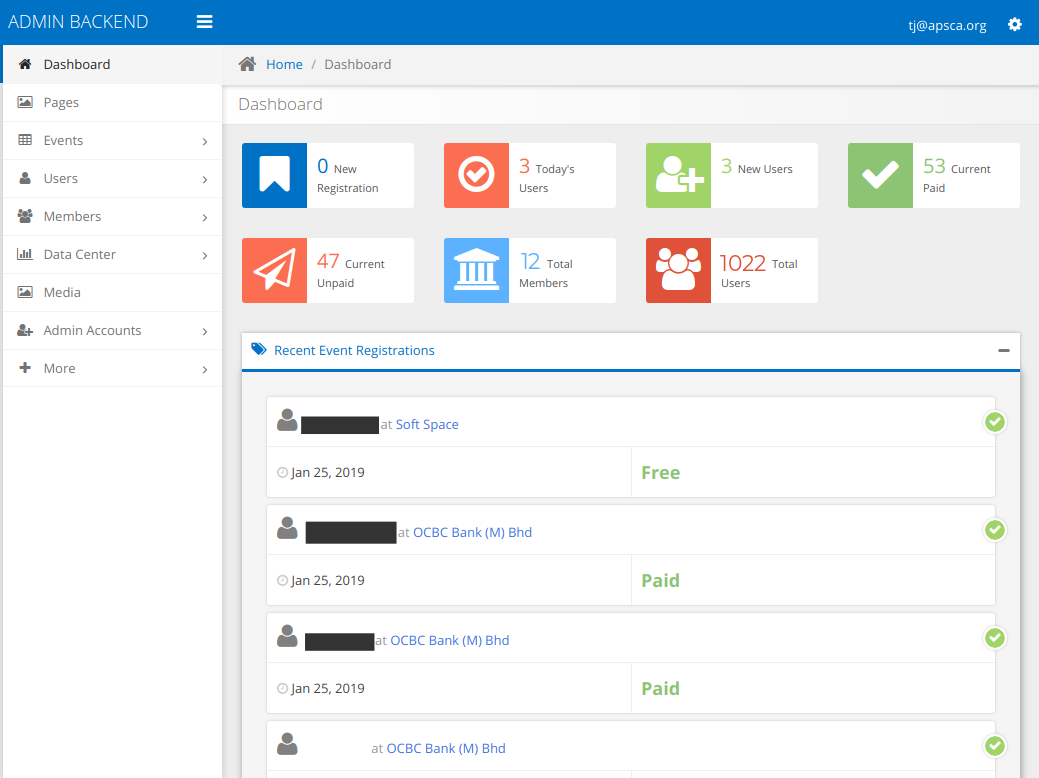 ADMIN BACKEND
tj@apsca.org
Dashboard
Pages
Events
Users
Members
Data Center
Media
Admin Accounts
More
Home / Dashboard
Dashboard
0 New
Registration
3 Today's
Users
3 New Users
53 Current
Paid
47 Current
Unpaid
12 Total
Members
1022 Total
Users
Recent Event Registrations
at Soft Space
Jan 25, 2019
Free
at OCBC Bank (M) Bhd
Jan 25, 2019
Paid
at OCBC Bank (M) Bhd
Jan 25, 2019
Paid
at OCBC Bank (M) Bhd